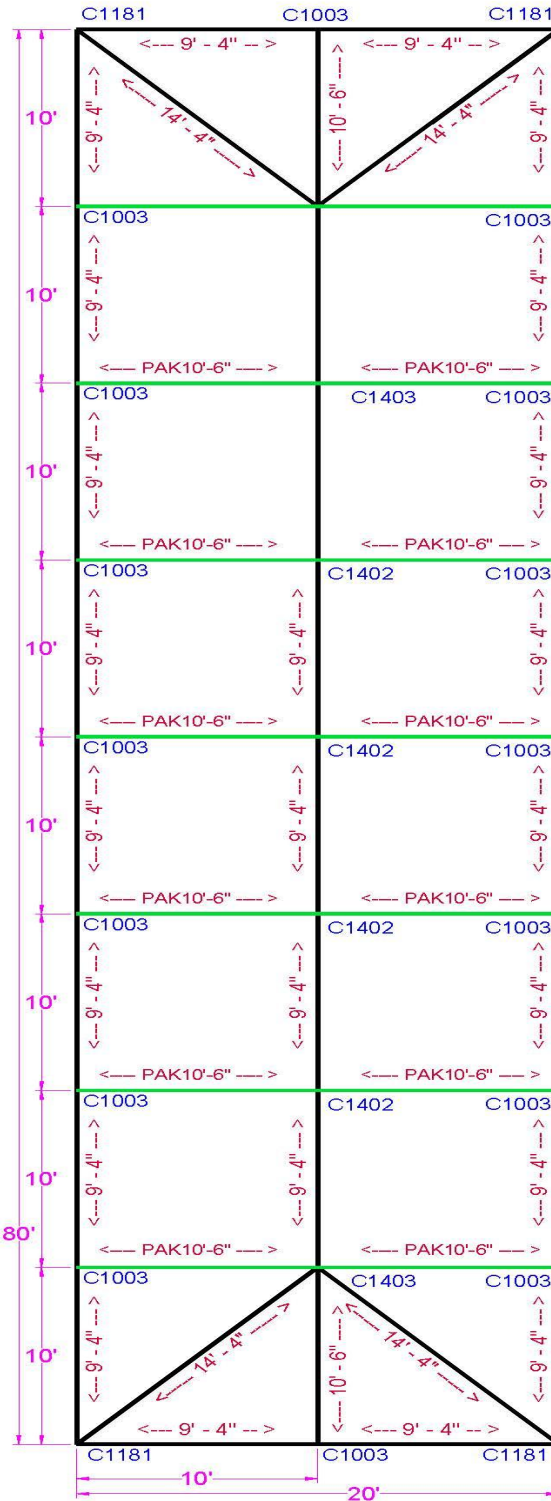 C1181 C1003 C1181
<--- 9' - 4" ---> <--- 9' - 4" --->
10' <---- 9' - 4" ----> <----- 14' - 4" -----> <---- 10' - 6" ----> <----- 14' - 4" -----> <---- 9' - 4" ---->
C1003 C1003
10' <---- 9' - 4" ----> <---- 9' - 4" ---->
<---- PAK10'-6" ---- > <---- PAK10'-6" ---- >
C1003 C1403 C1003
10' <---- 9' - 4" ----> <---- 9' - 4" ---->
<---- PAK10'-6" ---- > <---- PAK10'-6" ---- >
C1003 C1402 C1003
10' <---- 9' - 4" ----> <---- 9' - 4" ----> <---- 9' - 4" ---->
<---- PAK10'-6" ---- > <---- PAK10'-6" ---- >
C1003 C1402 C1003
10' <---- 9' - 4" ----> <---- 9' - 4" ----> <---- 9' - 4" ---->
<---- PAK10'-6" ---- > <---- PAK10'-6" ---- >
C1003 C1402 C1003
10' <---- 9' - 4" ----> <---- 9' - 4" ----> <---- 9' - 4" ---->
<---- PAK10'-6" ---- > <---- PAK10'-6" ---- >
C1003 C1402 C1003
10' <---- 9' - 4" ----> <---- 9' - 4" ----> <---- 9' - 4" ---->
80'
<---- PAK10'-6" ---- > <---- PAK10'-6" ---- >
C1003 C1403 C1003
10' <---- 9' - 4" ----> <----- 14' - 4" -----> <---- 10' - 6" ----> <----- 14' - 4" -----> <---- 9' - 4" ---->
<--- 9' - 4" ---> <--- 9' - 4" --->
C1181 C1003 C1181
10'
20'